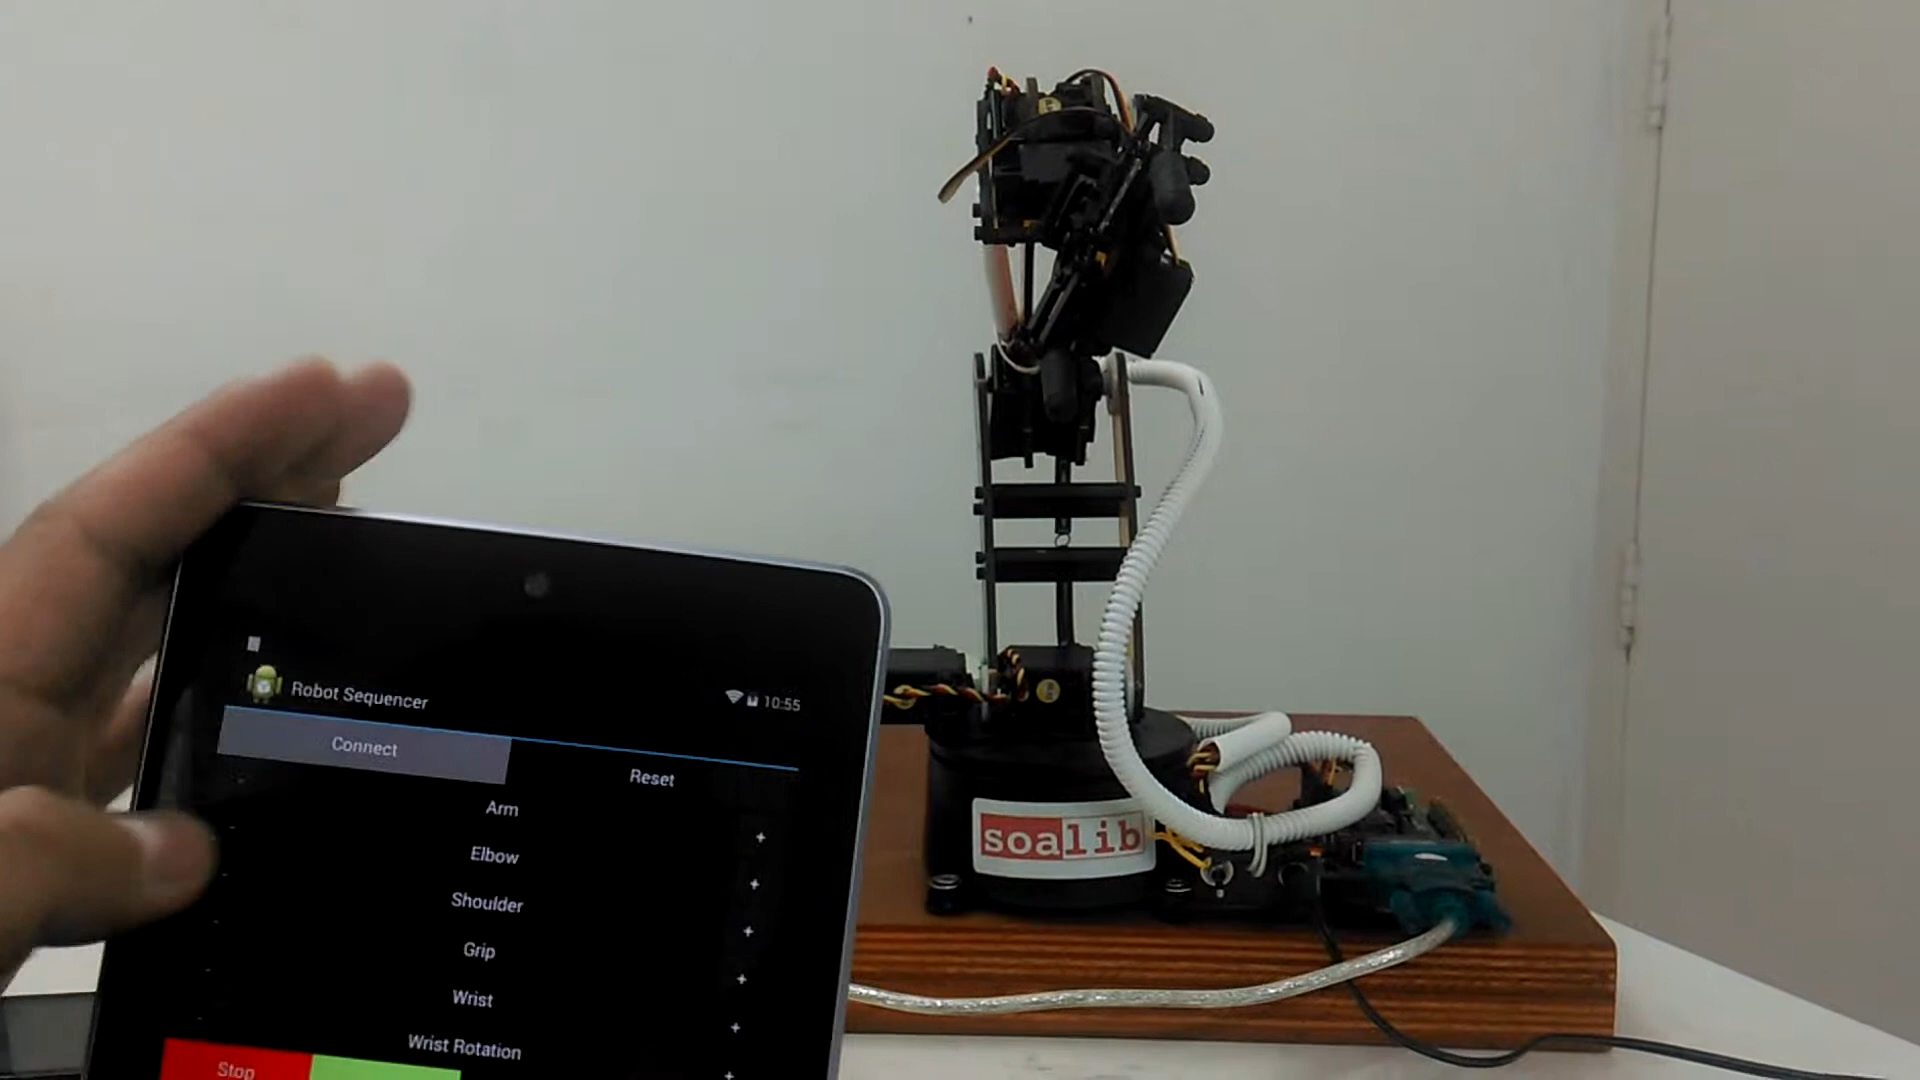 Robot Sequencer
10:55
Connect
Reset
Arm
+
Elbow
+
Shoulder
+
Grip
+
Wrist
+
Wrist Rotation
+
Stop
soalib